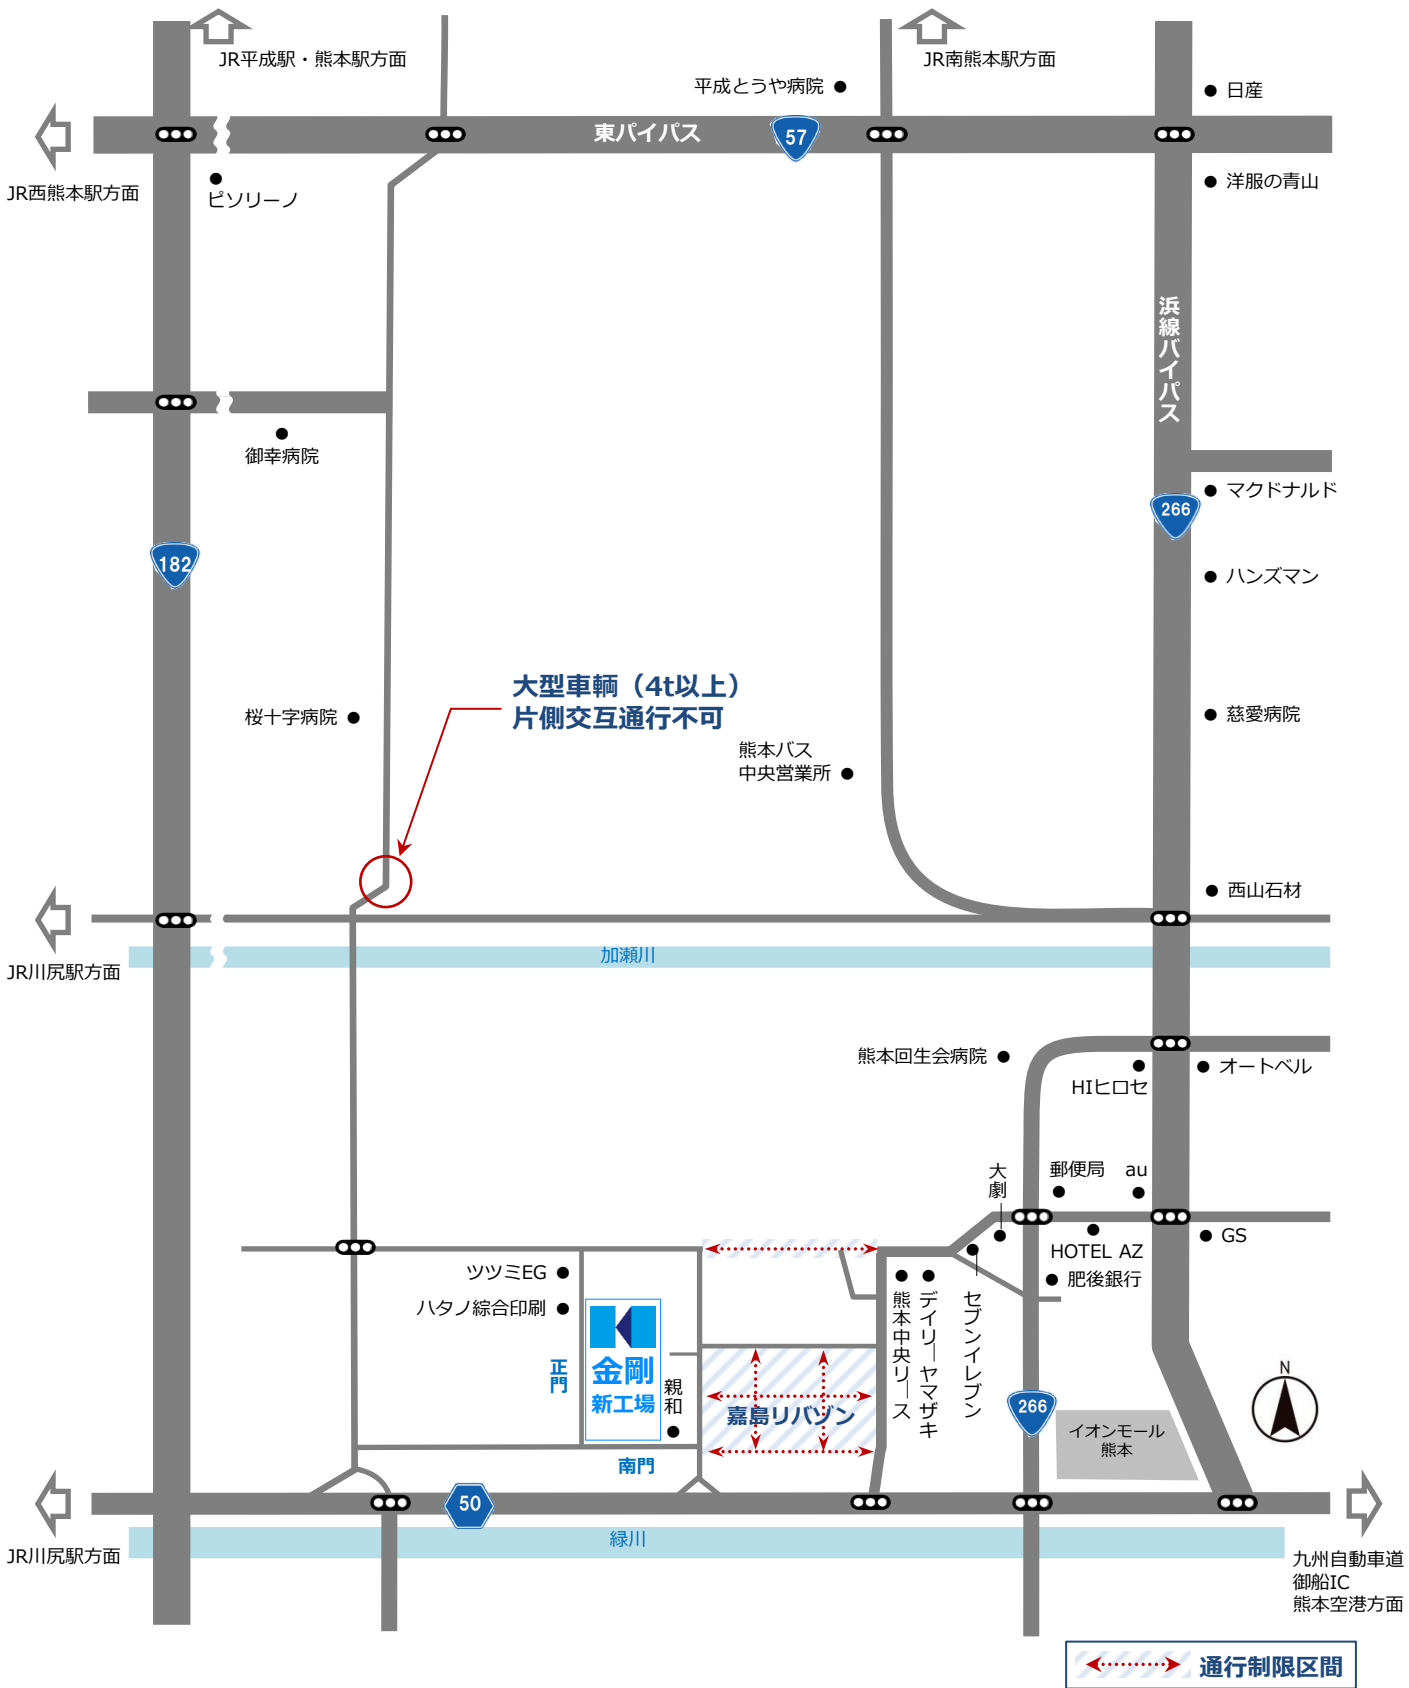 JR平成駅・熊本駅方面
JR南熊本駅方面
平成とうや病院
日産
東パイパス
57
JR西熊本駅方面
ピソリーノ
洋服の青山
浜線バイパス
御幸病院
マクドナルド
266
182
ハンズマン
大型車輌（4t以上）
片側交互通行不可
桜十字病院
慈愛病院
熊本バス
中央営業所
西山石材
加瀬川
JR川尻駅方面
熊本回生会病院
HIヒロセ
オートベル
大劇
郵便局
au
HOTEL AZ
GS
ツツミEG
肥後銀行
ハタノ綜合印刷
正門
金剛
新工場
親和
嘉島リバゾン
熊本中央リース
デイリーヤマザキ
セブンイレブン
266
イオンモール
熊本
N
南門
50
緑川
JR川尻駅方面
九州自動車道
御船IC
熊本空港方面
通行制限区間